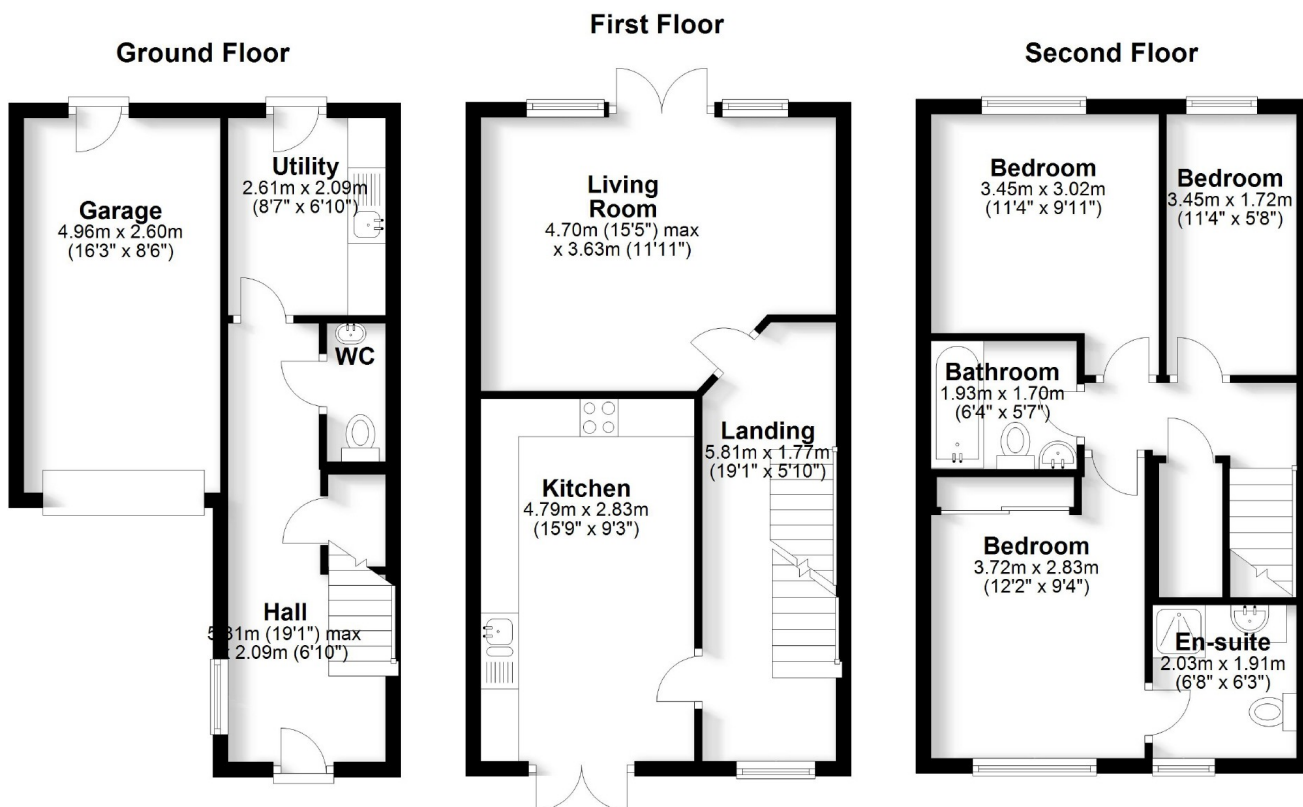 Ground Floor
Garage
4.96m x 2.60m
(16'3" x 8'6")
Utility
2.61m x 2.09m
(8'7" x 6'10")
WC
Hall
5.81m (19'1") max
x 2.09m (6'10")
First Floor
Living
Room
4.70m (15'5") max
x 3.63m (11'11")
Kitchen
4.79m x 2.83m
(15'9" x 9'3")
Landing
5.81m x 1.77m
(19'1" x 5'10")
Second Floor
Bedroom
3.45m x 3.02m
(11'4" x 9'11")
Bedroom
3.45m x 1.72m
(11'4" x 5'8")
Bathroom
1.93m x 1.70m
(6'4" x 5'7")
Bedroom
3.72m x 2.83m
(12'2" x 9'4")
En-suite
2.03m x 1.91m
(6'8" x 6'3")